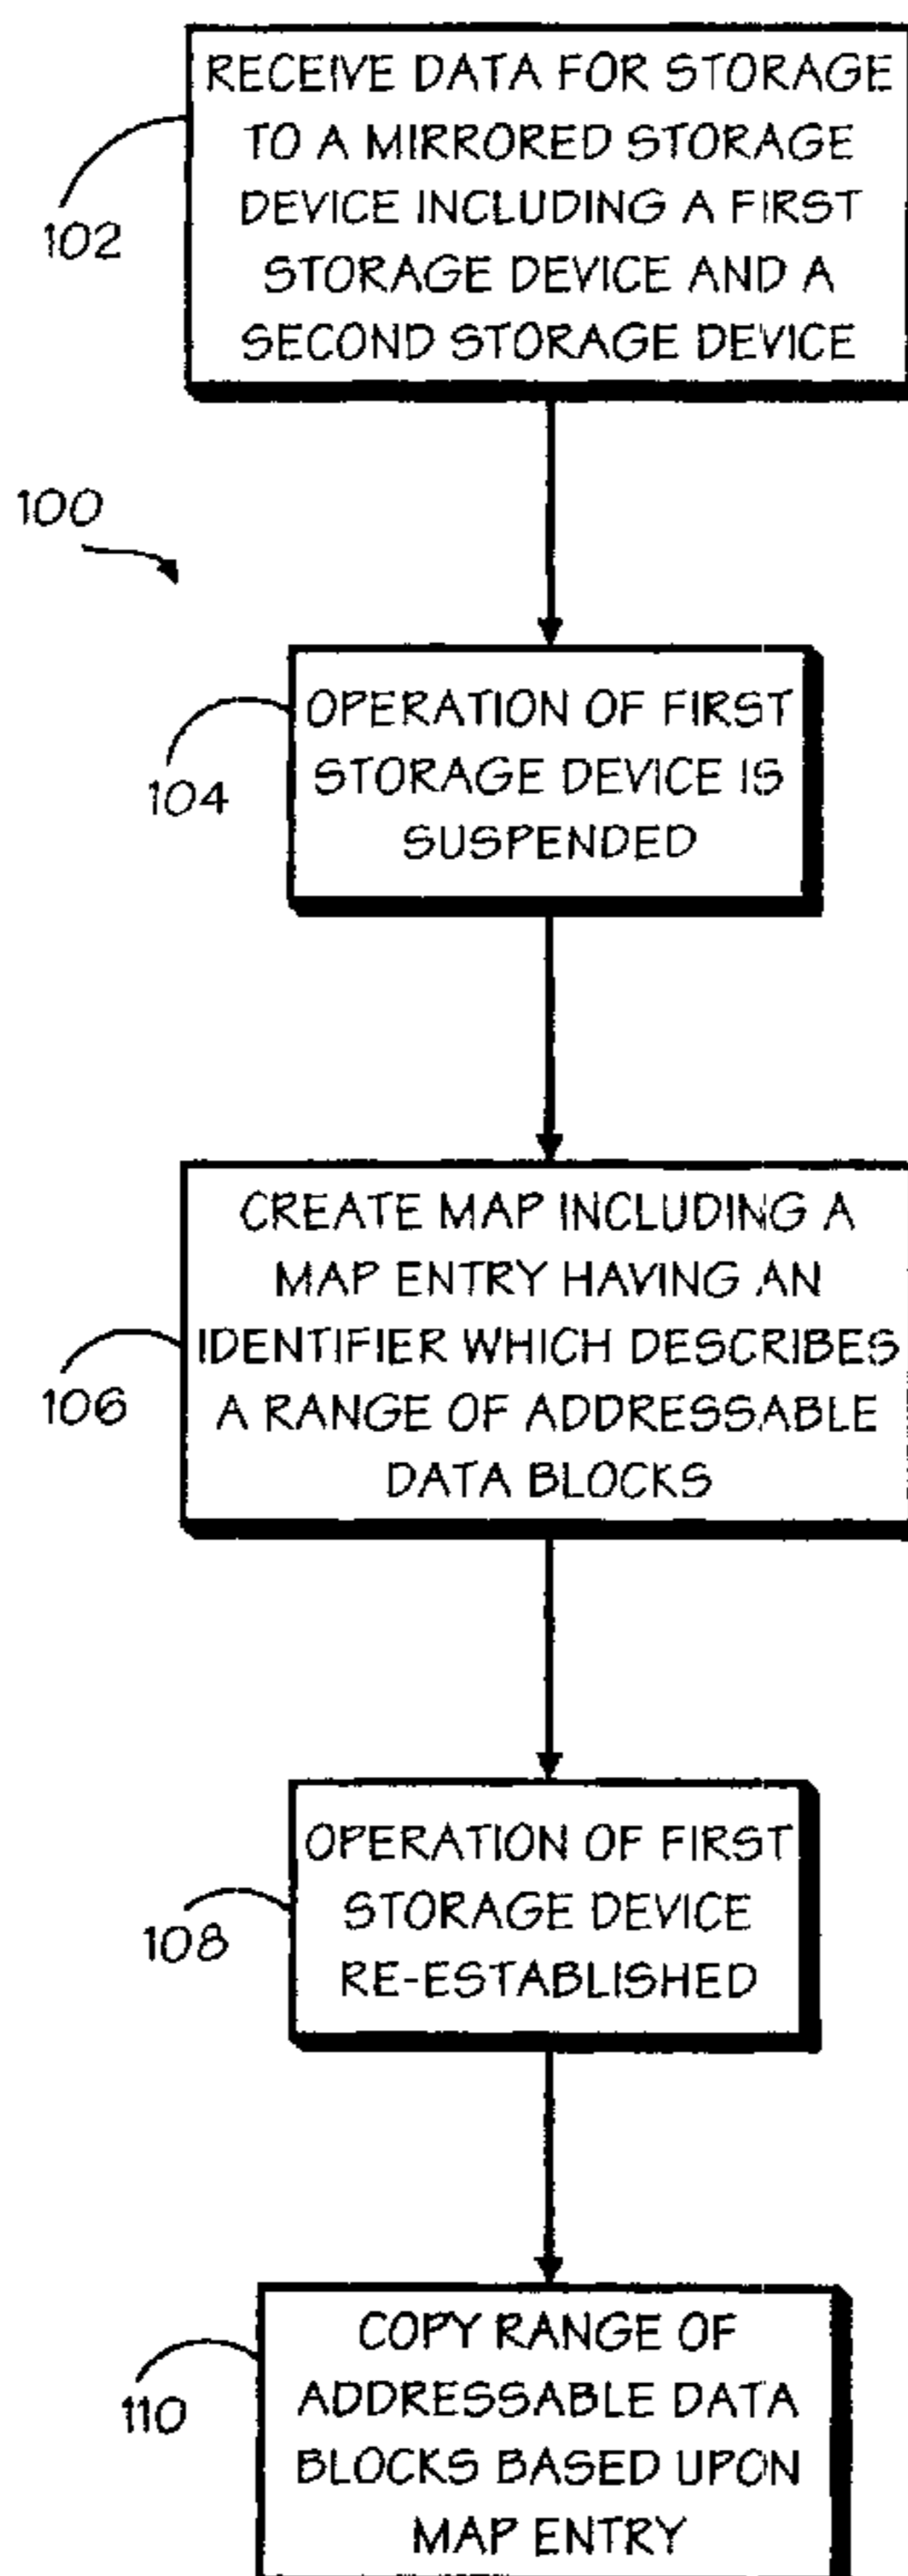 RECEIVE DATA FOR STORAGE
TO A MIRRORED STORAGE
DEVICE INCLUDING A FIRST
STORAGE DEVICE AND A
SECOND STORAGE DEVICE
102
100
OPERATION OF FIRST
STORAGE DEVICE IS
SUSPENDED
104
CREATE MAP INCLUDING A
MAP ENTRY HAVING AN
IDENTIFIER WHICH DESCRIBES
A RANGE OF ADDRESSABLE
DATA BLOCKS
106
OPERATION OF FIRST
STORAGE DEVICE
RE-ESTABLISHED
108
COPY RANGE OF
ADDRESSABLE DATA
BLOCKS BASED UPON
MAP ENTRY
110